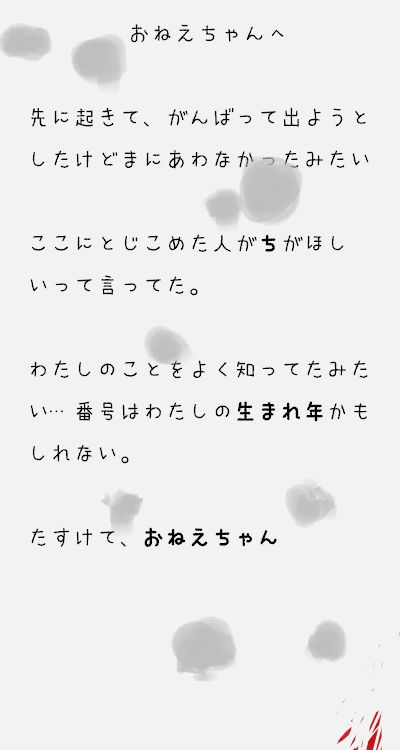 おねえちゃんへ
先に起きて、がんばって出ようと
したけどまにあわなかったみたい
ここにとじこめた人がちがほし
いって言ってた。
わたしのことをよく知ってたみた
い… 番号はわたしの生まれ年かも
しれない。
たすけて、おねえちゃん